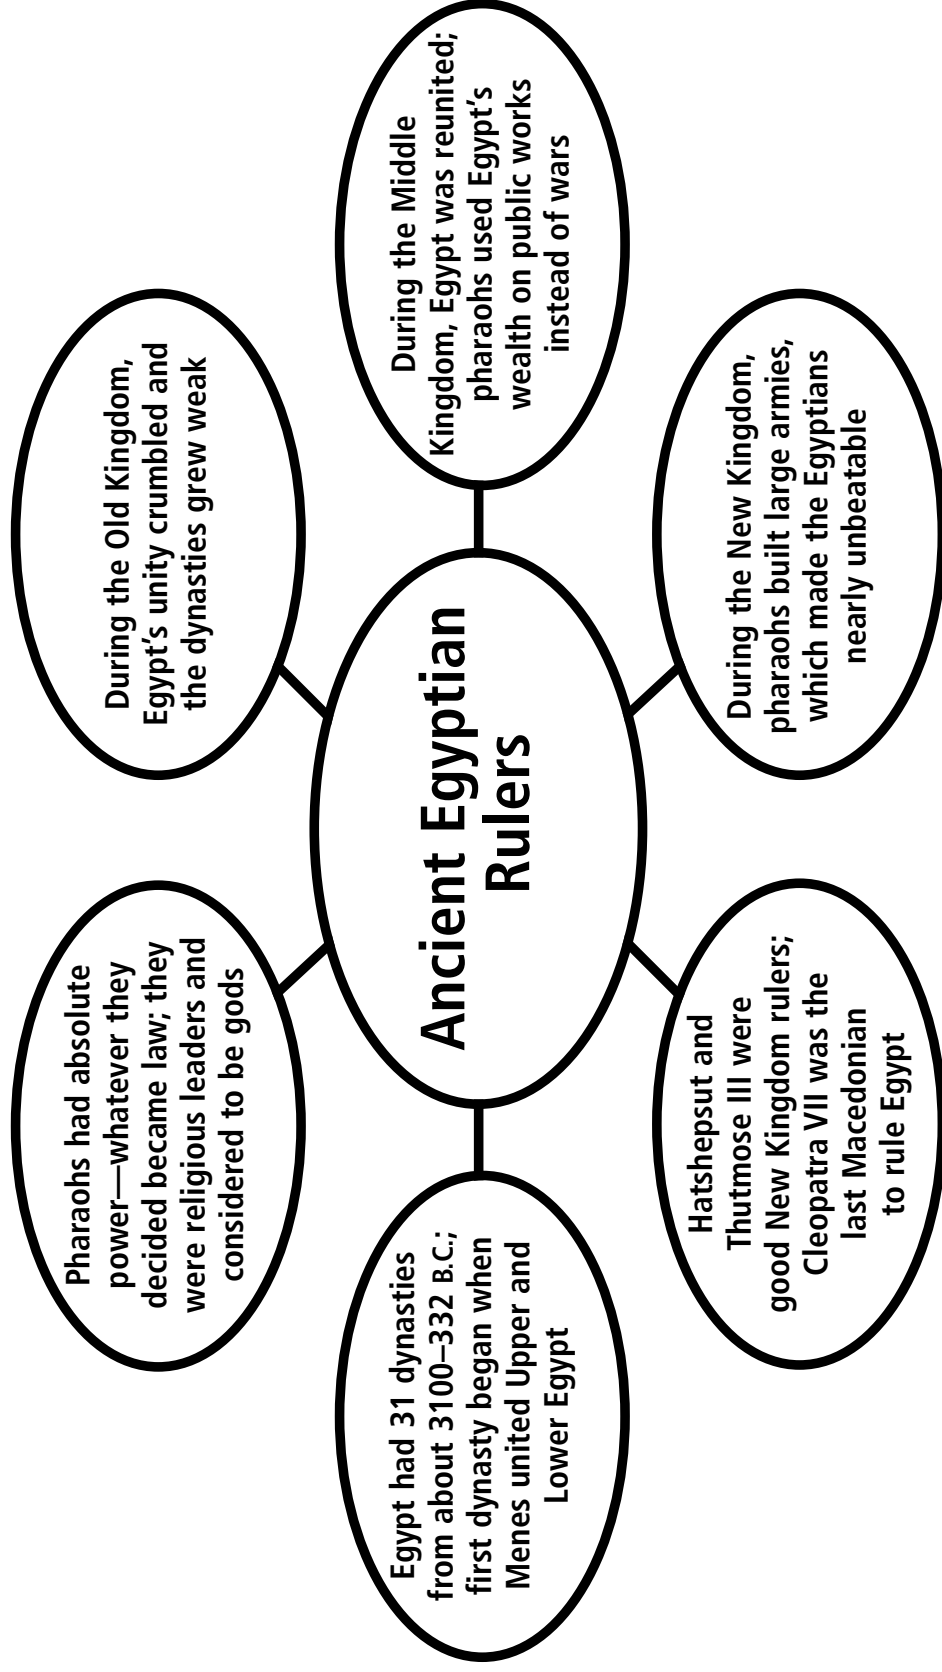 Pharaohs had absolute
power—whatever they
decided became law; they
were religious leaders and
considered to be gods
During the Old Kingdom,
Egypt's unity crumbled and
the dynasties grew weak
Egypt had 31 dynasties
from about 3100–332 B.C.;
first dynasty began when
Menes united Upper and
Lower Egypt
Ancient Egyptian
Rulers
During the Middle
Kingdom, Egypt was reunited;
pharaohs used Egypt's
wealth on public works
instead of wars
Hatshepsut and
Thutmose III were
good New Kingdom rulers;
Cleopatra VII was the
last Macedonian
to rule Egypt
During the New Kingdom,
pharaohs built large armies,
which made the Egyptians
nearly unbeatable